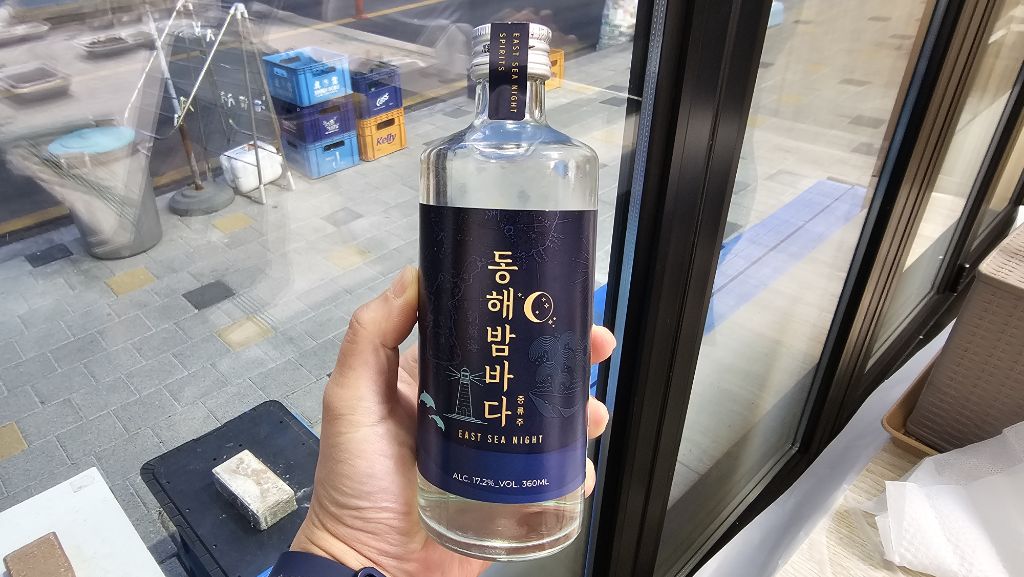 EAST SEA NIGHT
SPIRITS
동해밤바다
증류주
EAST SEA NIGHT
ALC. 17.2%_VOL. 360ML
Kelly